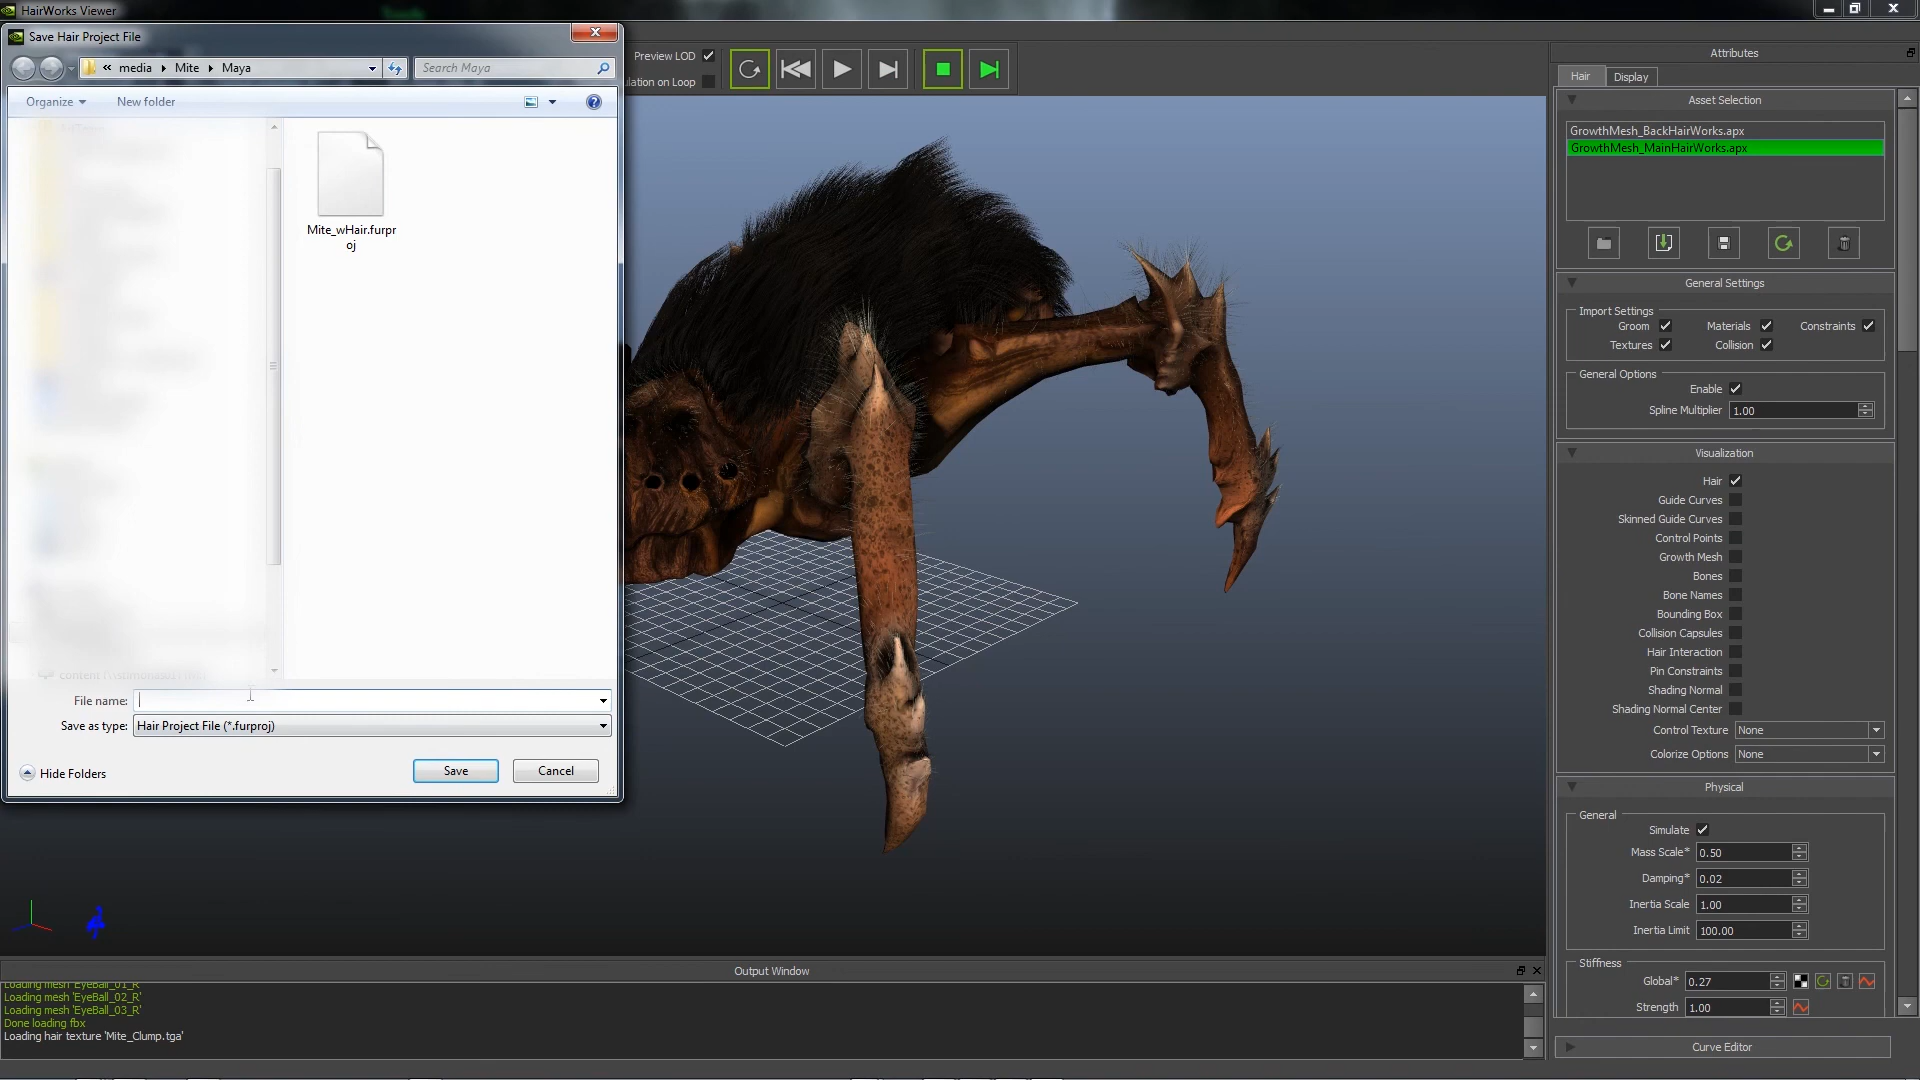 HairWorks Viewer
Save Hair Project File
« media Mite Maya
Search Maya
Organize
New folder
Mite_wHair.furpr
oj
File name:
Save as type: Hair Project File (*.furproj)
Hide Folders
Save
Cancel
Preview LOD
ulation on Loop
Attributes
Hair
Display
Asset Selection
GrowthMesh_BackHairWorks.apx
GrowthMesh_MainHairWorks.apx
General Settings
Import Settings
Groom
Materials
Constraints
Textures
Collision
General Options
Enable
Spline Multiplier 1.00
Visualization
Hair
Guide Curves
Skinned Guide Curves
Control Points
Growth Mesh
Bones
Bone Names
Bounding Box
Collision Capsules
Hair Interaction
Pin Constraints
Shading Normal
Shading Normal Center
Control Texture None
Colorize Options None
Physical
General
Simulate
Mass Scale* 0.50
Damping* 0.02
Inertia Scale 1.00
Inertia Limit 100.00
Stiffness
Global* 0.27
Strength 1.00
Curve Editor
Output Window
Loading mesh 'EyeBall_01_R'
Loading mesh 'EyeBall_02_R'
Loading mesh 'EyeBall_03_R'
Done loading fbx
Loading hair texture 'Mite_Clump.tga'